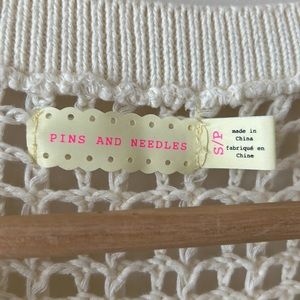 PINS AND NEEDLES
S/P
made in
China
fabriqué en
Chine